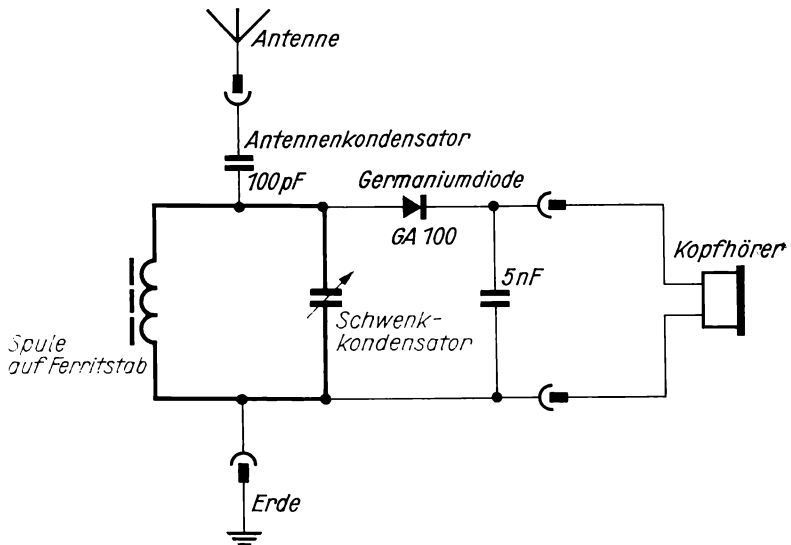 Antenne
Antennenkondensator
100pF
Germaniumdiode
GA 100
Kopfhörer
5nF
Schwenk-
kondensator
Spule
auf Ferritstab
Erde